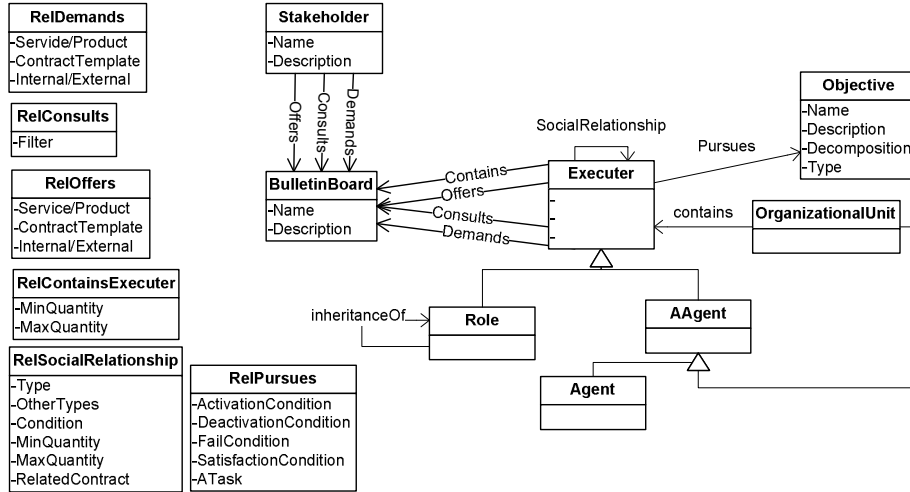 RelDemands
-Servide/Product
-ContractTemplate
-Internal/External
RelConsults
-Filter
RelOffers
-Service/Product
-ContractTemplate
-Internal/External
RelContainsExecuter
-MinQuantity
-MaxQuantity
RelSocialRelationship
-Type
-OtherTypes
-Condition
-MinQuantity
-MaxQuantity
-RelatedContract
RelPursues
-ActivationCondition
-DeactivationCondition
-FailCondition
-SatisfactionCondition
-ATask
Stakeholder
-Name
-Description
Offers
Consults
Demands
BulletinBoard
-Name
-Description
Contains
Offers
Consults
Demands
SocialRelationship
Executer
-
-
-
Pursues
Objective
-Name
-Description
-Decomposition
-Type
contains
OrganizationalUnit
inheritanceOf
Role
AAgent
Agent